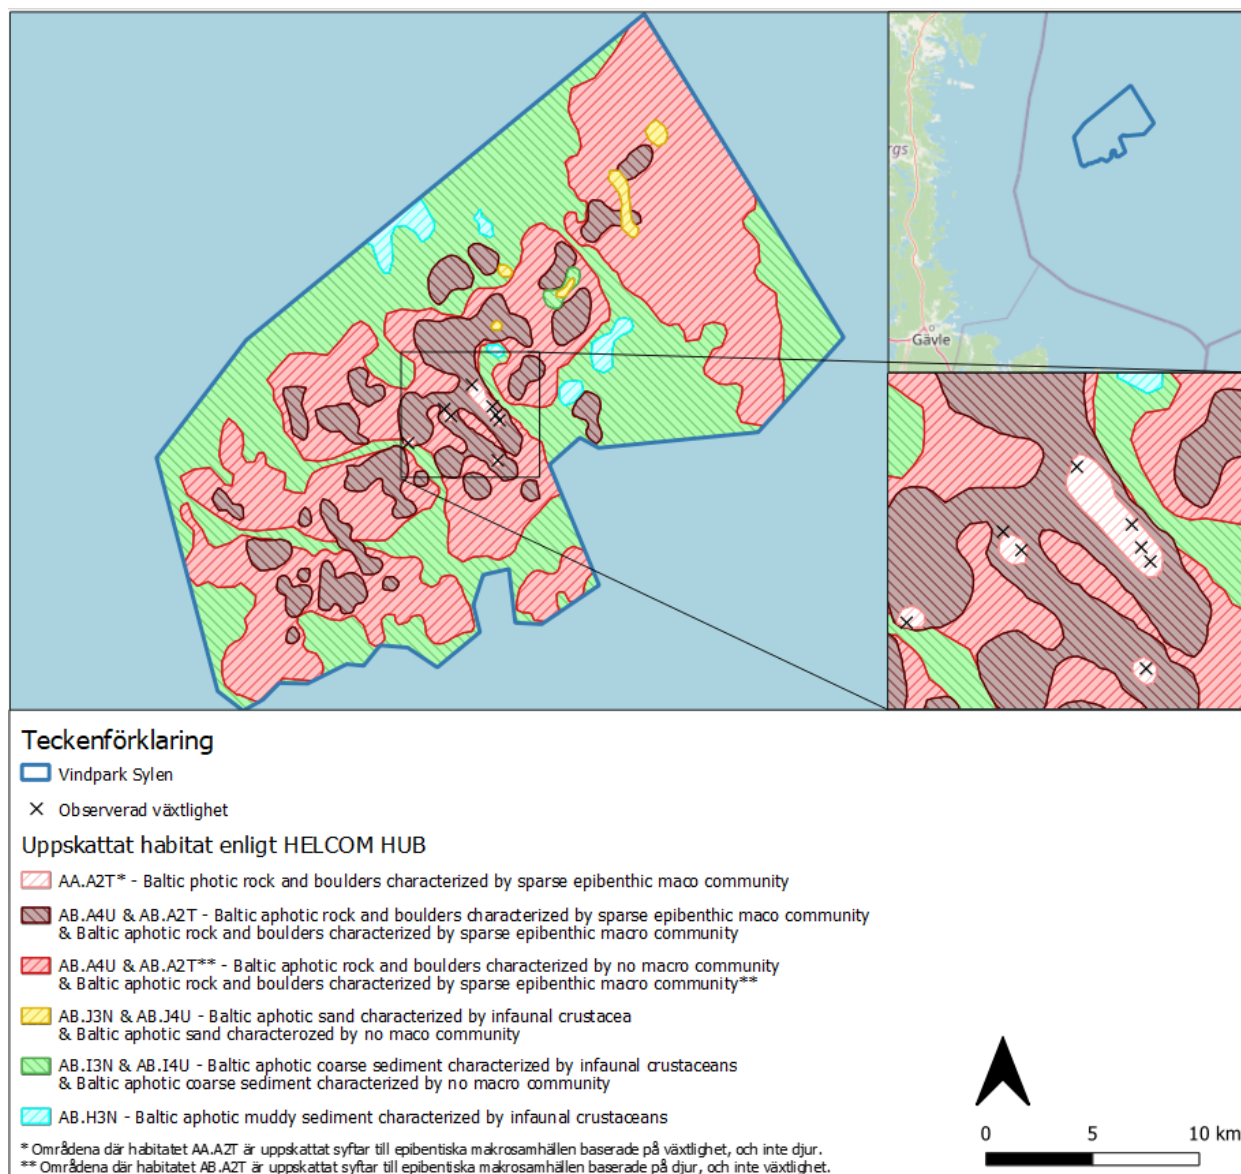 rgs
Gävle
Teckenförklaring
Vindpark Sylen
Observerad växtlighet
Uppskattat habitat enligt HELCOM HUB
AA.A2T* - Baltic photic rock and boulders characterized by sparse epibenthic maco community
AB.A4U & AB.A2T - Baltic aphotic rock and boulders characterized by sparse epibenthic maco community
& Baltic aphotic rock and boulders characterized by sparse epibenthic macro community
AB.A4U & AB.A2T** - Baltic aphotic rock and boulders characterized by no macro community
& Baltic aphotic rock and boulders characterized by sparse epibenthic macro community**
AB.J3N & AB.J4U - Baltic aphotic sand characterized by infaunal crustacea
& Baltic aphotic sand characterozed by no maco community
AB.I3N & AB.I4U - Baltic aphotic coarse sediment characterized by infaunal crustaceans
& Baltic aphotic coarse sediment characterized by no macro community
AB.H3N - Baltic aphotic muddy sediment characterized by infaunal crustaceans
* Områdena där habitatet AA.A2T är uppskattat syftar till epibentiska makrosamhällen baserade på växtlighet, och inte djur.
** Områdena där habitatet AB.A2T är uppskattat syftar till epibentiska makrosamhällen baserade på djur, och inte växtlighet.
0 5 10 km